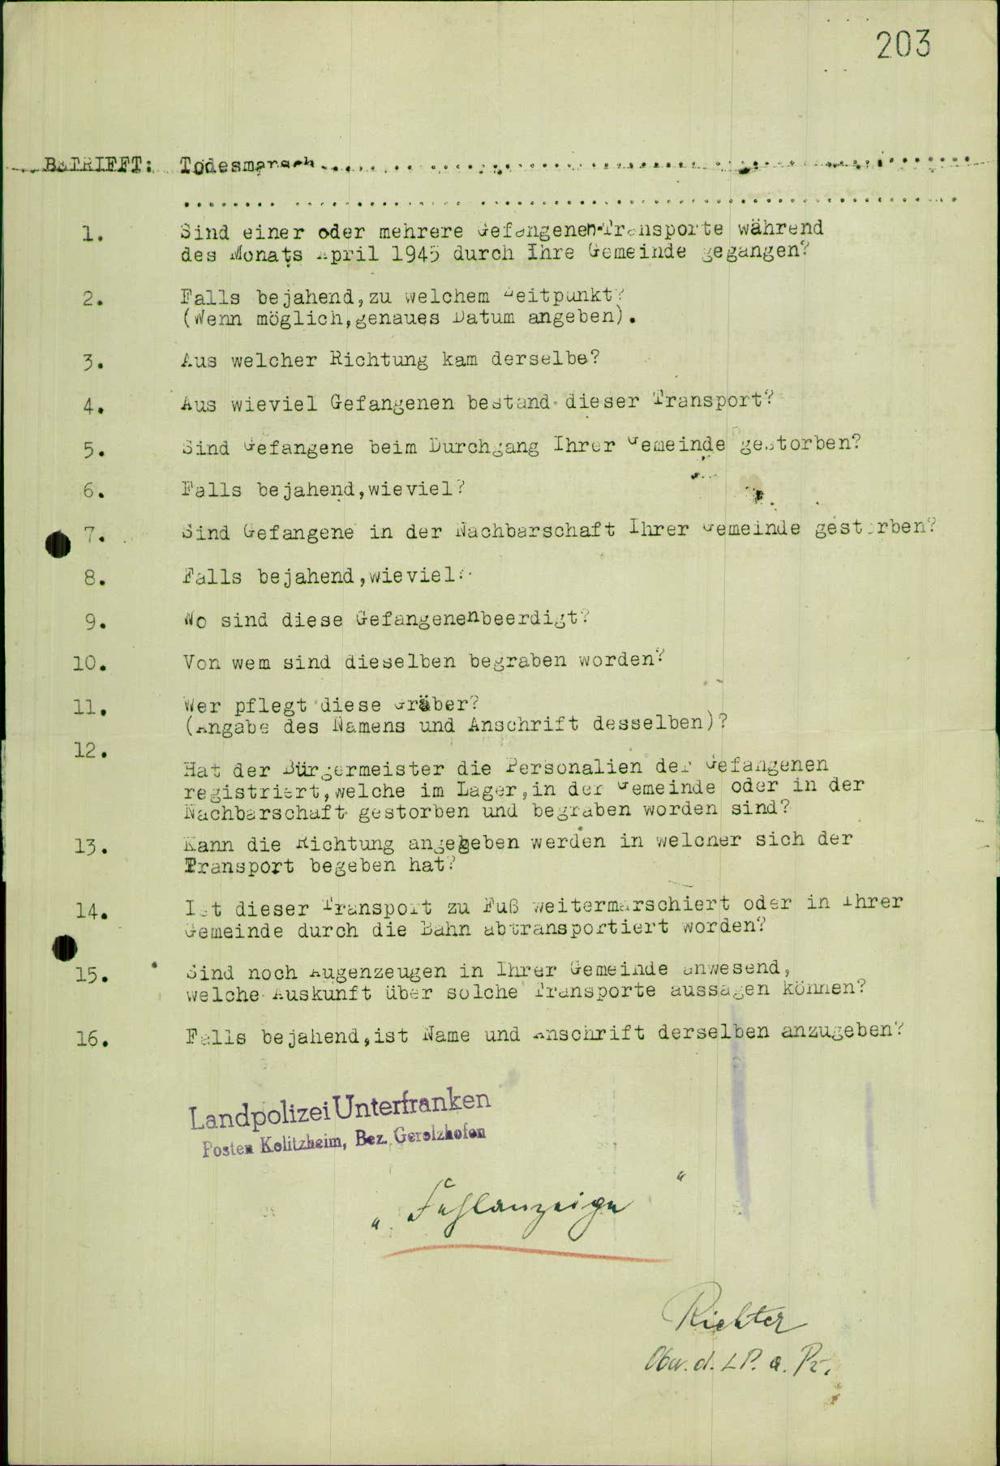 203
BETRIFFT: Todesmarsch
1. Sind einer oder mehrere Gefangenen-Transporte während
des Monats April 1945 durch Ihre Gemeinde gegangen?
2. Falls bejahend,zu welchem Zeitpunkt?
(Wenn möglich,genaues Datum angeben).
3. Aus welcher Richtung kam derselbe?
4. Aus wieviel Gefangenen bestand dieser Transport?
5. Sind Gefangene beim Durchgang Ihrer Gemeinde gestorben?
6. Falls bejahend,wieviel?
7. Sind Gefangene in der Nachbarschaft Ihrer Gemeinde gestorben?
8. Falls bejahend,wieviel?
9. Wo sind diese Gefangenenbeerdigt?
10. Von wem sind dieselben begraben worden?
11. Wer pflegt diese Gräber?
(Angabe des Namens und Anschrift desselben)?
12.
Hat der Bürgermeister die Personalien der Gefangenen
registriert,welche im Lager,in der Gemeinde oder in der
Nachbarschaft gestorben und begraben worden sind?
13. Kann die Richtung angegeben werden in welcher sich der
Transport begeben hat?
14. Ist dieser Transport zu Fuß weitermarschiert oder in Ihrer
Gemeinde durch die Bahn abtransportiert worden?
15. Sind noch Augenzeugen in Ihrer Gemeinde anwesend,
welche Auskunft über solche Transporte aussagen können?
16. Falls bejahend,ist Name und Anschrift derselben anzugeben?
Landpolizei Unterfranken
Posten Kolitzheim, Bez. Gerolzhofen
„Fehlanzeige"
Richter
d. L.P.